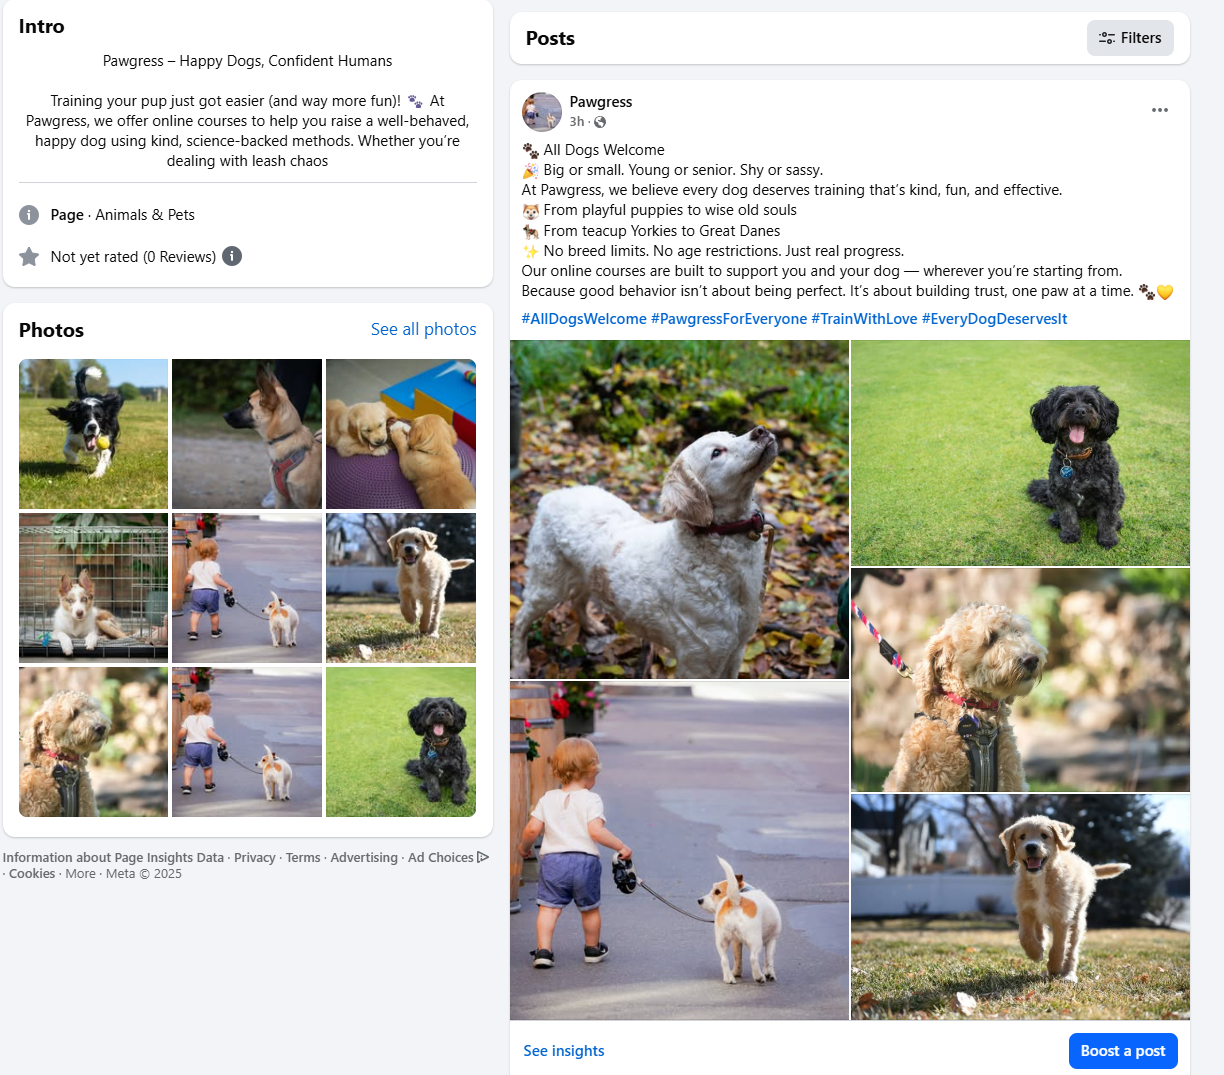 Intro
Pawgress – Happy Dogs, Confident Humans
Training your pup just got easier (and way more fun)! 🐾 At
Pawgress, we offer online courses to help you raise a well-behaved,
happy dog using kind, science-backed methods. Whether you're
dealing with leash chaos
Page · Animals & Pets
Not yet rated (0 Reviews)
Photos
See all photos
Information about Page Insights Data · Privacy · Terms · Advertising · Ad Choices
· Cookies · More · Meta © 2025
Posts
Filters
Pawgress
3h ·
🐾 All Dogs Welcome
🎉 Big or small. Young or senior. Shy or sassy.
At Pawgress, we believe every dog deserves training that's kind, fun, and effective.
🐶 From playful puppies to wise old souls
🐕‍🦺 From teacup Yorkies to Great Danes
✨ No breed limits. No age restrictions. Just real progress.
Our online courses are built to support you and your dog — wherever you're starting from.
Because good behavior isn't about being perfect. It's about building trust, one paw at a time. 🐾💛
#AllDogsWelcome #PawgressForEveryone #TrainWithLove #EveryDogDeservesIt
See insights
Boost a post